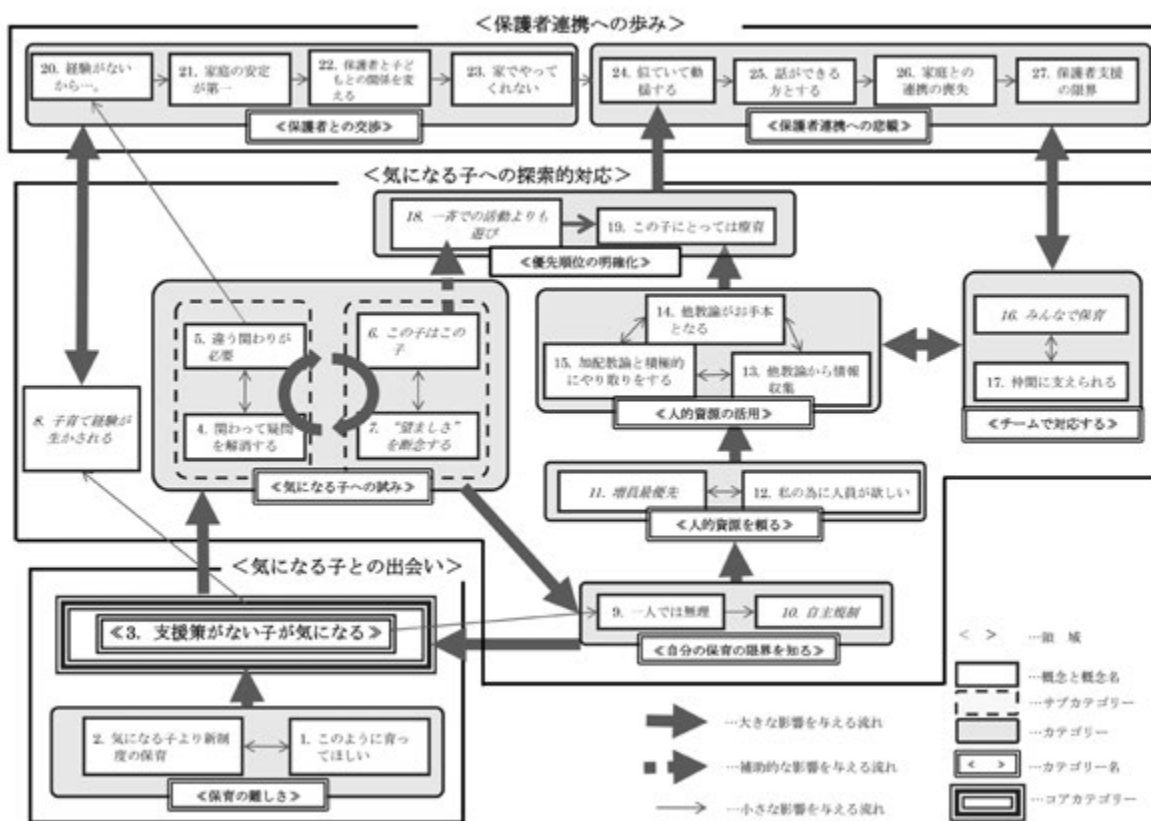 ＜保護者連携への歩み＞
20. 経験がない
から…。
21. 家庭の安定
が第一
22. 保護者と子ど
もとの関係を変
える
23. 家でやって
くれない
24. 似ていて動
揺する
25. 話ができる
方とする
26. 家庭との
連携の喪失
27. 保護者支援
の限界
≪保護者との交渉≫
≪保護者連携への悲観≫
＜気になる子への探索的対応＞
18. 一斉での活動よりも
遊び
19. この子にとっては療育
≪優先順位の明確化≫
5. 違う関わりが
必要
6. この子はこの
子
4. 関わって疑問
を解消する
7. “望ましさ”
を断念する
≪気になる子への試み≫
8. 子育て経験が
生かされる
14. 他教論がお手本
となる
15. 加配教論と積極的
にやり取りをする
13. 他教論から情報
収集
≪人的資源の活用≫
16. みんなで保育
17. 仲間に支えられる
≪チームで対応する≫
11. 増員最優先
12. 私の為に人員が欲しい
≪人的資源を頼る≫
9. 一人では無理
10. 自主規制
≪自分の保育の限界を知る≫
＜気になる子との出会い＞
≪3. 支援策がない子が気になる≫
2. 気になる子より新制
度の保育
1. このように育っ
てほしい
≪保育の難しさ≫
…大きな影響を与える流れ
…補助的な影響を与える流れ
…小さな影響を与える流れ
＜ ＞ …領 域
…概念と概念名
…サブカテゴリー
…カテゴリー
≪ ≫ …カテゴリー名
…コアカテゴリー